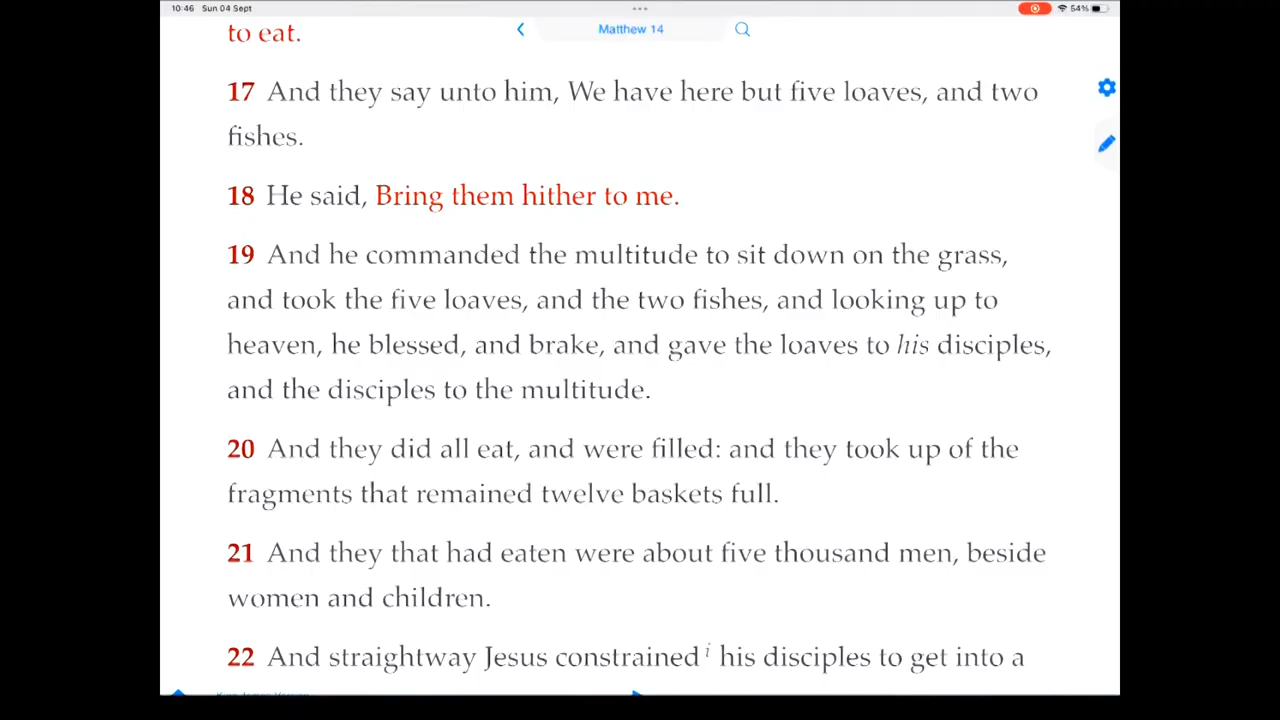 10:46 Sun 04 Sept
54%
Matthew 14
to eat.
17 And they say unto him, We have here but five loaves, and two
fishes.
18 He said, Bring them hither to me.
19 And he commanded the multitude to sit down on the grass,
and took the five loaves, and the two fishes, and looking up to
heaven, he blessed, and brake, and gave the loaves to his disciples,
and the disciples to the multitude.
20 And they did all eat, and were filled: and they took up of the
fragments that remained twelve baskets full.
21 And they that had eaten were about five thousand men, beside
women and children.
22 And straightway Jesus constrained i his disciples to get into a